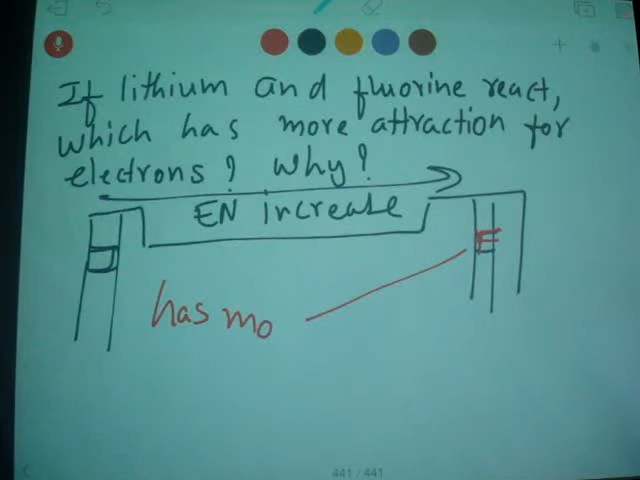 If lithium and fluorine react,
which has more attraction for
electrons? Why?
EN increase
F
has mo
441/441